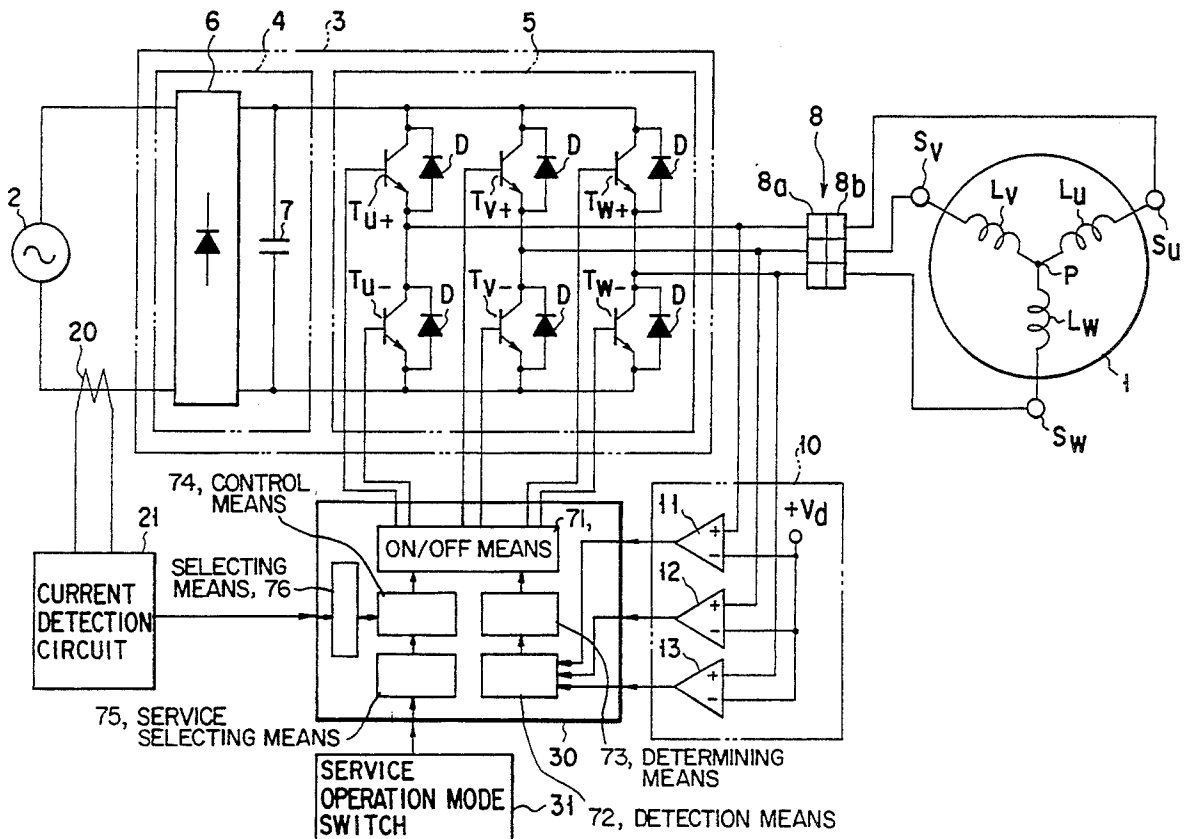 4
3
5
6
2
7
D
D
D
Tu+
Tv+
Tw+
Tu-
Tv-
Tw-
D
D
D
8
8a
8b
Sv
Lv
Lu
Su
P
Lw
1
Sw
20
21
CURRENT
DETECTION
CIRCUIT
74, CONTROL
MEANS
71,
ON/OFF MEANS
SELECTING
MEANS, 76
75, SERVICE
SELECTING MEANS
10
+Vd
11
+
-
12
+
-
13
+
-
30
73, DETERMINING
MEANS
72, DETECTION MEANS
SERVICE
OPERATION MODE
SWITCH
31